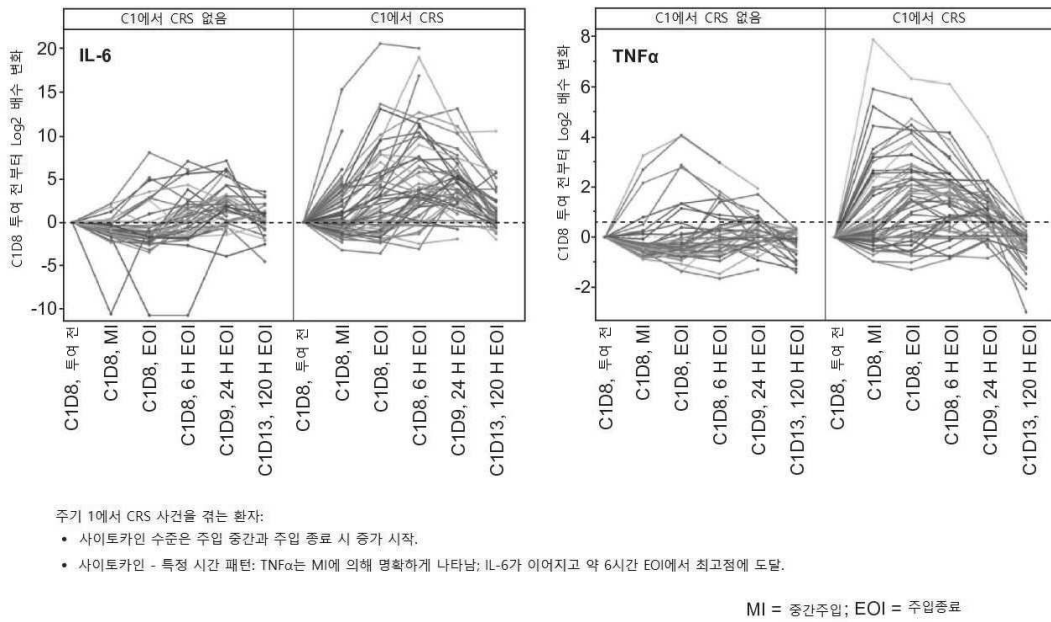 C1에서 CRS 없음
C1에서 CRS
IL-6
C1D8 투여 전부터 Log2 배수 변화
20
15
10
5
0
-5
-10
C1D8, 투여 전
C1D8, MI
C1D8, EOI
C1D8, 6 H EOI
C1D9, 24 H EOI
C1D13, 120 H EOI
C1D8, 투여 전
C1D8, MI
C1D8, EOI
C1D8, 6 H EOI
C1D9, 24 H EOI
C1D13, 120 H EOI
C1에서 CRS 없음
C1에서 CRS
TNFα
C1D8 투여 전부터 Log2 배수 변화
8
6
4
2
0
-2
C1D8, 투여 전
C1D8, MI
C1D8, EOI
C1D8, 6 H EOI
C1D9, 24 H EOI
C1D13, 120 H EOI
C1D8, 투여 전
C1D8, MI
C1D8, EOI
C1D8, 6 H EOI
C1D9, 24 H EOI
C1D13, 120 H EOI
주기 1에서 CRS 사건을 겪는 환자:
• 사이토카인 수준은 주입 중간과 주입 종료 시 증가 시작.
• 사이토카인 - 특정 시간 패턴: TNFα는 MI에 의해 명확하게 나타남; IL-6가 이어지고 약 6시간 EOI에서 최고점에 도달.
MI = 중간주입; EOI = 주입종료